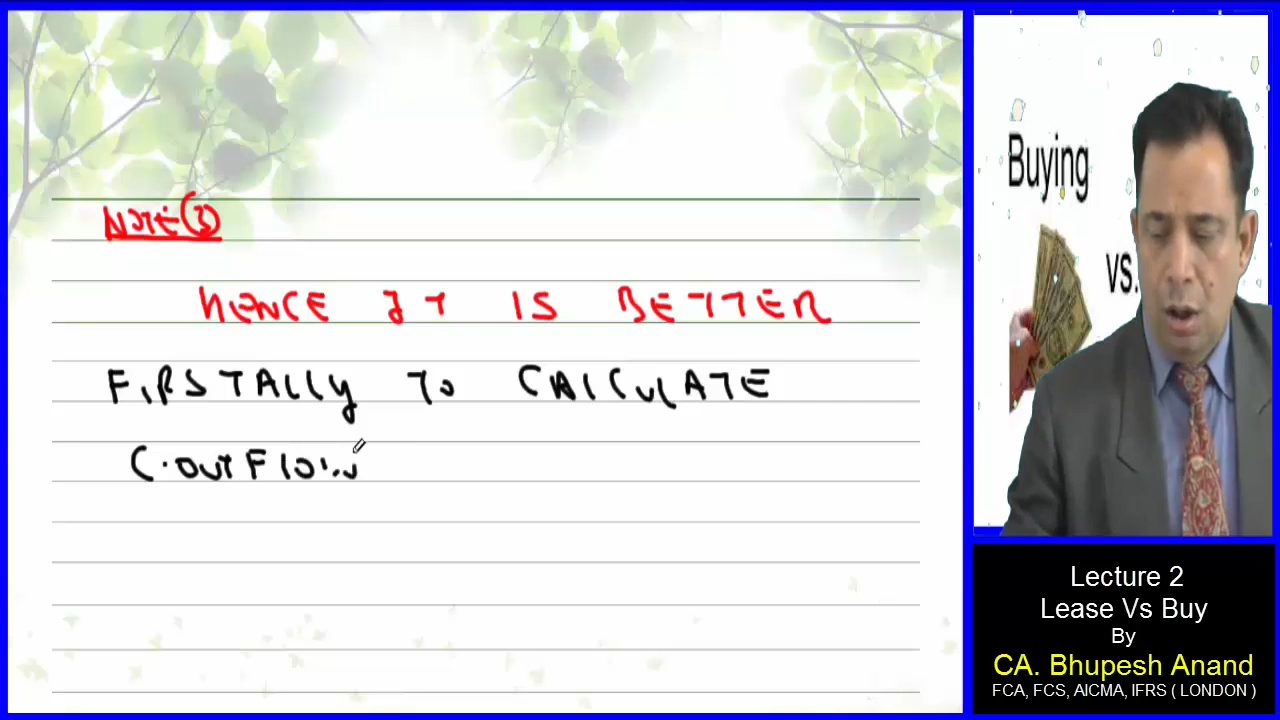 NOTE (3)
HENCE IT IS BETTER
FIRSTALLY TO CALCULATE
C. OUTFLOW
Buying
vs.
Lecture 2
Lease Vs Buy
By
CA. Bhupesh Anand
FCA, FCS, AICMA, IFRS ( LONDON )